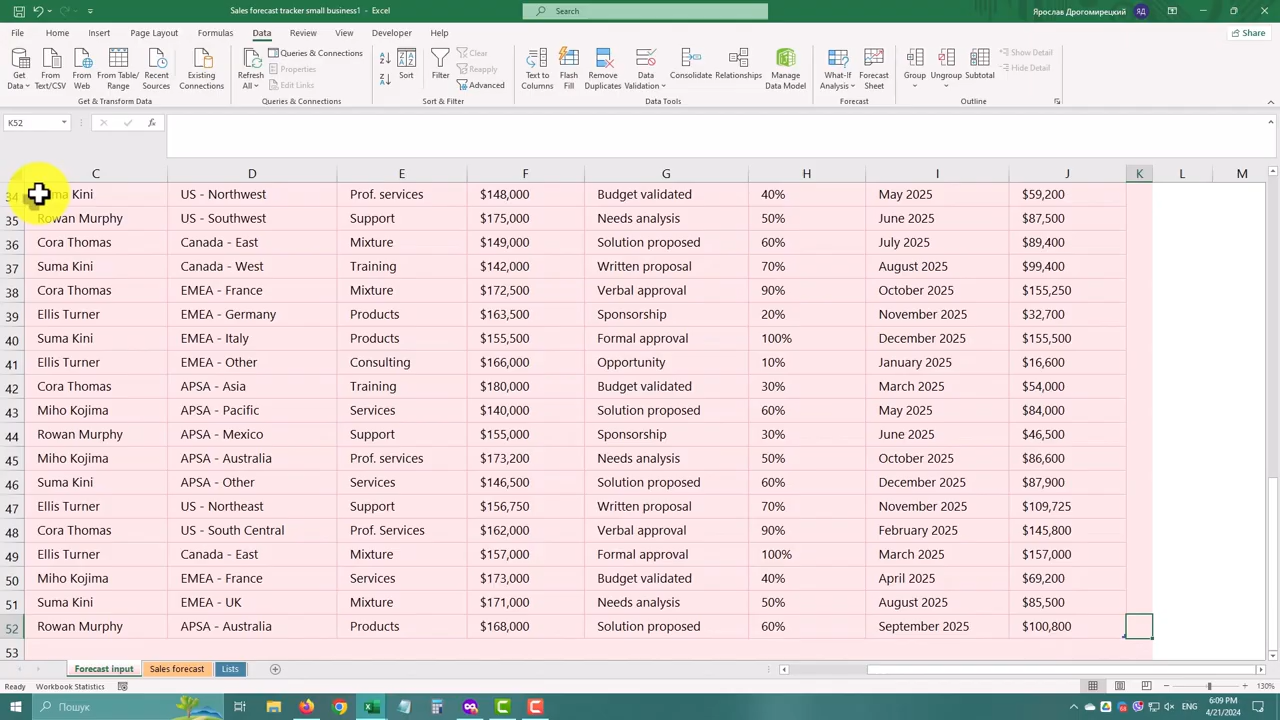 Sales forecast tracker small business1 - Excel
Search
Ярослав Дрогомирецкий
ЯД
File Home Insert Page Layout Formulas Data Review View Developer Help
Share
Get Data
From Text/CSV
From Web
From Table/ Range
Recent Sources
Existing Connections
Get & Transform Data
Refresh All
Queries & Connections
Properties
Edit Links
Queries & Connections
Sort
Filter
Clear
Reapply
Advanced
Sort & Filter
Text to Columns
Flash Fill
Remove Duplicates
Data Validation
Consolidate
Relationships
Manage Data Model
Data Tools
What-If Analysis
Forecast Sheet
Forecast
Group
Ungroup
Subtotal
Show Detail
Hide Detail
Outline
K52
fx
C D E F G H I J K L M
34 Kini US - Northwest Prof. services $148,000 Budget validated 40% May 2025 $59,200
35 Rowan Murphy US - Southwest Support $175,000 Needs analysis 50% June 2025 $87,500
36 Cora Thomas Canada - East Mixture $149,000 Solution proposed 60% July 2025 $89,400
37 Suma Kini Canada - West Training $142,000 Written proposal 70% August 2025 $99,400
38 Cora Thomas EMEA - France Mixture $172,500 Verbal approval 90% October 2025 $155,250
39 Ellis Turner EMEA - Germany Products $163,500 Sponsorship 20% November 2025 $32,700
40 Suma Kini EMEA - Italy Products $155,500 Formal approval 100% December 2025 $155,500
41 Ellis Turner EMEA - Other Consulting $166,000 Opportunity 10% January 2025 $16,600
42 Cora Thomas APSA - Asia Training $180,000 Budget validated 30% March 2025 $54,000
43 Miho Kojima APSA - Pacific Services $140,000 Solution proposed 60% May 2025 $84,000
44 Rowan Murphy APSA - Mexico Support $155,000 Sponsorship 30% June 2025 $46,500
45 Miho Kojima APSA - Australia Prof. services $173,200 Needs analysis 50% October 2025 $86,600
46 Suma Kini APSA - Other Services $146,500 Solution proposed 60% December 2025 $87,900
47 Ellis Turner US - Northeast Support $156,750 Written proposal 70% November 2025 $109,725
48 Cora Thomas US - South Central Prof. Services $162,000 Verbal approval 90% February 2025 $145,800
49 Ellis Turner Canada - East Mixture $157,000 Formal approval 100% March 2025 $157,000
50 Miho Kojima EMEA - France Services $173,000 Budget validated 40% April 2025 $69,200
51 Suma Kini EMEA - UK Mixture $171,000 Needs analysis 50% August 2025 $85,500
52 Rowan Murphy APSA - Australia Products $168,000 Solution proposed 60% September 2025 $100,800
53
Forecast input Sales forecast Lists
Ready Workbook Statistics
130%
Пошук
ENG
6:09 PM
4/21/2024